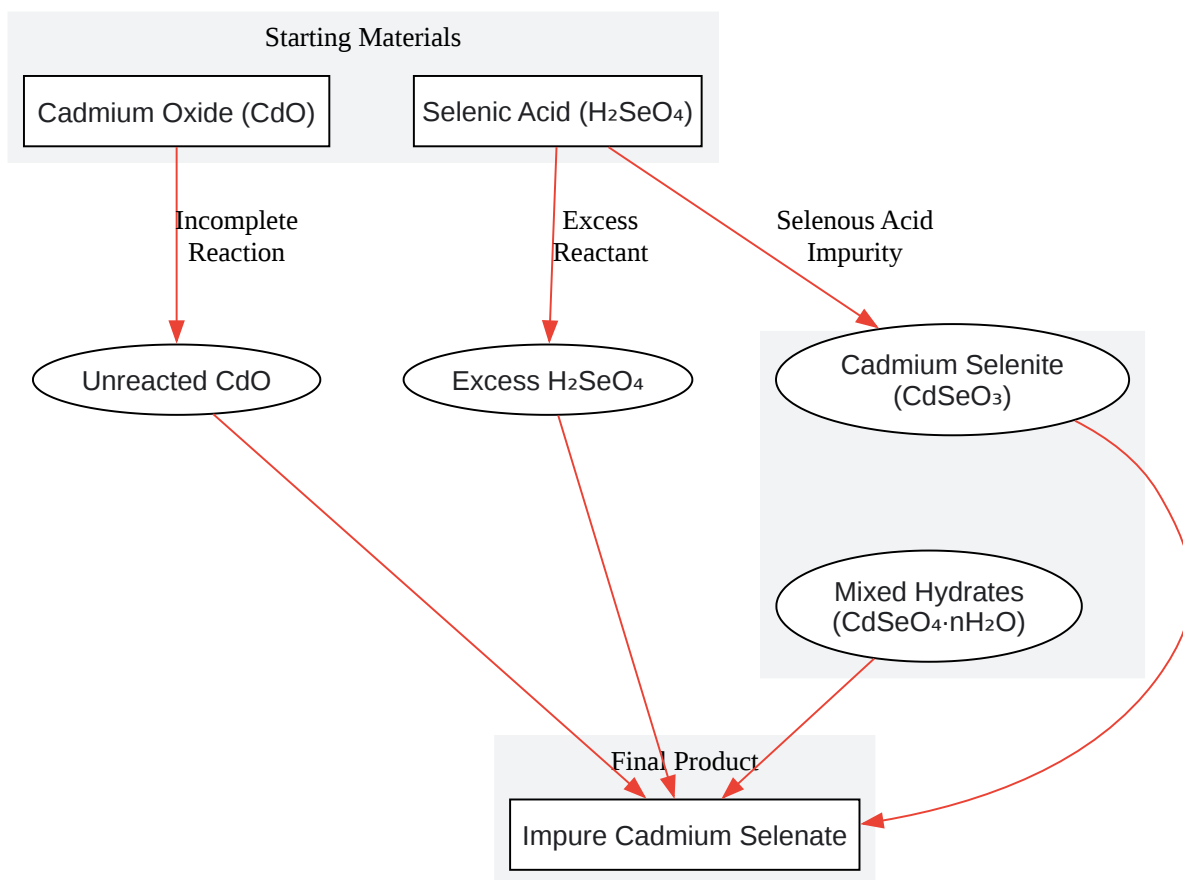 Starting Materials
Cadmium Oxide (CdO)
Selenic Acid (H₂SeO₄)
Incomplete
Reaction
Excess
Reactant
Selenous Acid
Impurity
Unreacted CdO
Excess H₂SeO₄
Cadmium Selenite
(CdSeO₃)
Mixed Hydrates
(CdSeO₄·nH₂O)
Final Product
Impure Cadmium Selenate